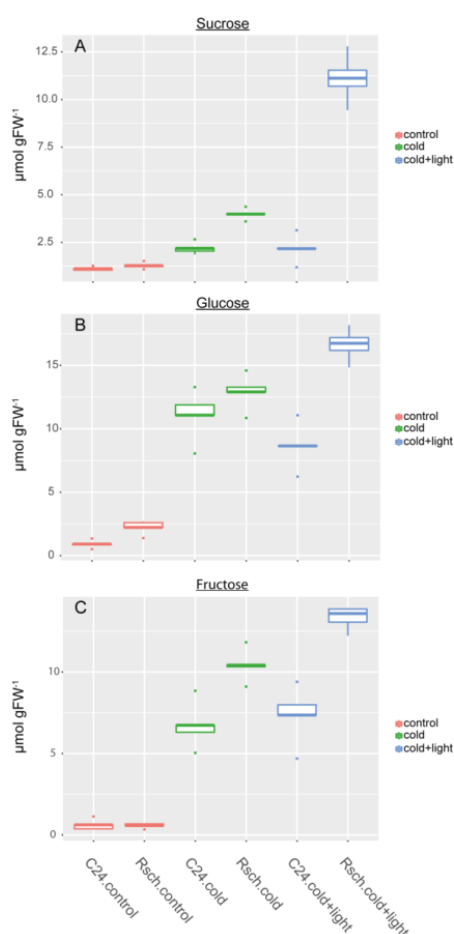 Sucrose
A
12.5
10.0
7.5
5.0
2.5
μmol gFW⁻¹
control
cold
cold+light
Glucose
B
15
10
5
0
μmol gFW⁻¹
control
cold
cold+light
Fructose
C
10
5
0
μmol gFW⁻¹
control
cold
cold+light
C24.control
Rsch.control
C24.cold
Rsch.cold
C24.cold+light
Rsch.cold+light